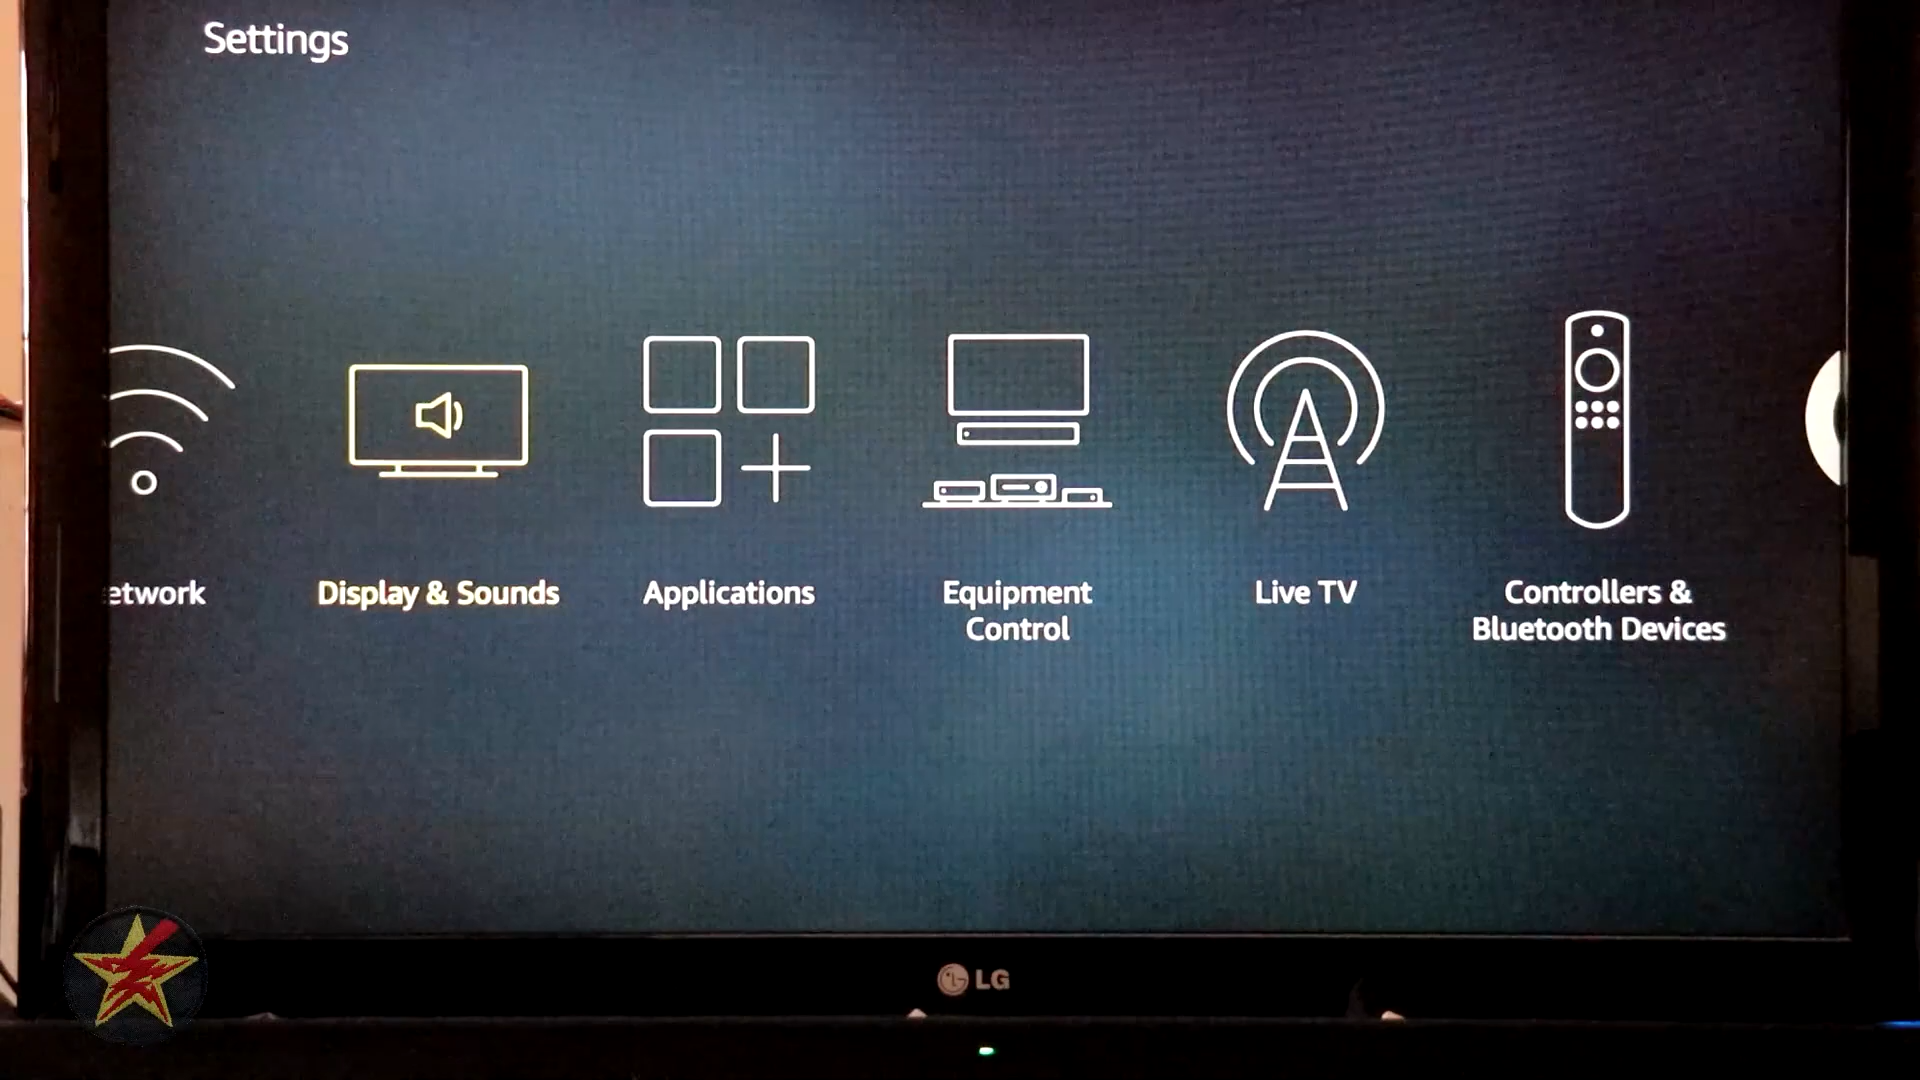 Settings
etwork
Display & Sounds
Applications
Equipment
Control
Live TV
Controllers &
Bluetooth Devices
LG